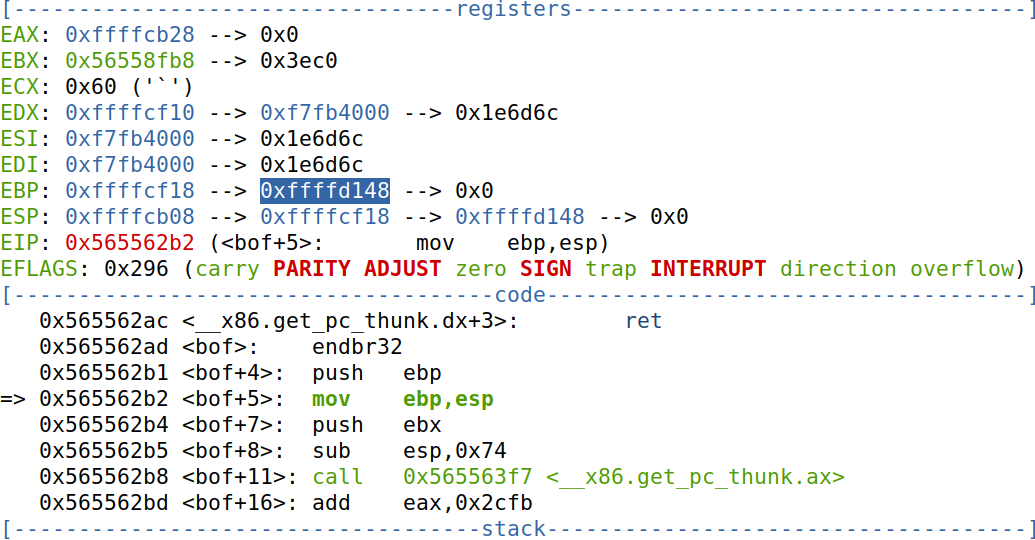 [----------------------------------registers-----------------------------------]
EAX: 0xffffcb28 --> 0x0
EBX: 0x56558fb8 --> 0x3ec0
ECX: 0x60 ('`')
EDX: 0xffffcf10 --> 0xf7fb4000 --> 0x1e6d6c
ESI: 0xf7fb4000 --> 0x1e6d6c
EDI: 0xf7fb4000 --> 0x1e6d6c
EBP: 0xffffcf18 --> 0xffffd148 --> 0x0
ESP: 0xffffcb08 --> 0xffffcf18 --> 0xffffd148 --> 0x0
EIP: 0x565562b2 (<bof+5>:       mov    ebp,esp)
EFLAGS: 0x296 (carry PARITY ADJUST zero SIGN trap INTERRUPT direction overflow)
[-------------------------------------code-------------------------------------]
   0x565562ac <__x86.get_pc_thunk.dx+3>:        ret
   0x565562ad <bof>:    endbr32
   0x565562b1 <bof+4>:  push   ebp
=> 0x565562b2 <bof+5>:  mov    ebp,esp
   0x565562b4 <bof+7>:  push   ebx
   0x565562b5 <bof+8>:  sub    esp,0x74
   0x565562b8 <bof+11>: call   0x565563f7 <__x86.get_pc_thunk.ax>
   0x565562bd <bof+16>: add    eax,0x2cfb
[------------------------------------stack-------------------------------------]